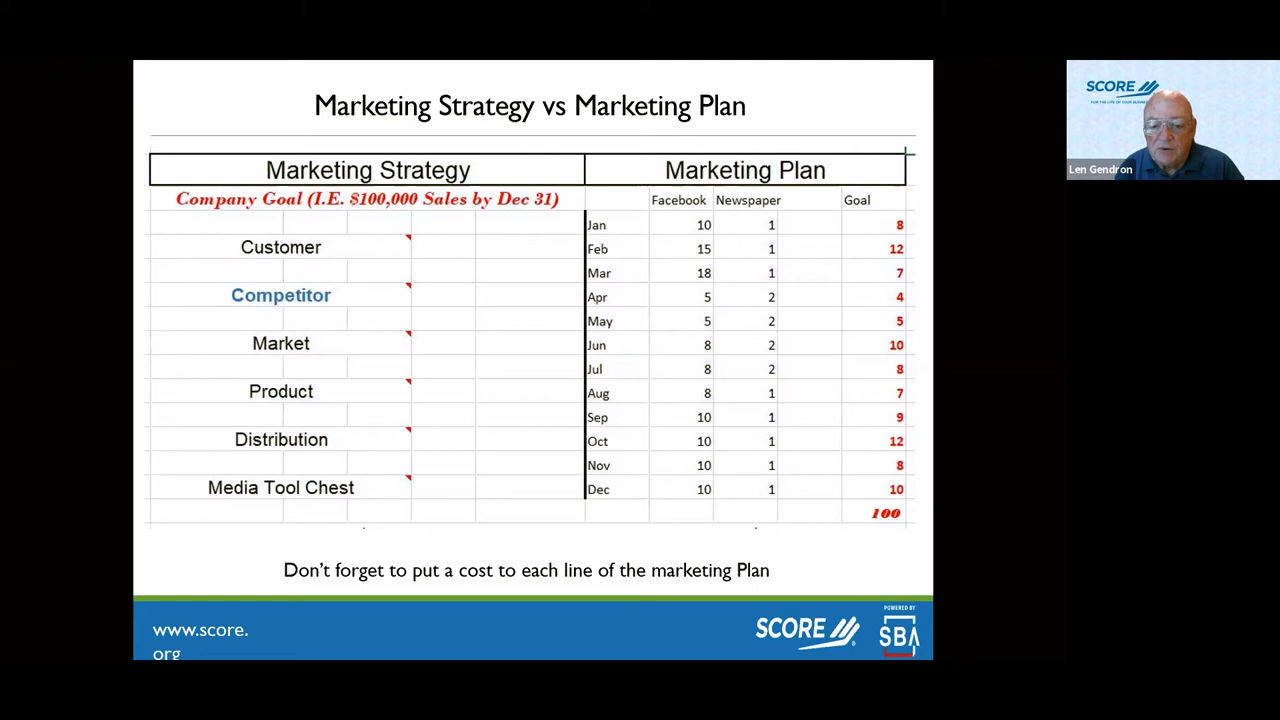 Marketing Strategy vs Marketing Plan
Marketing Strategy Marketing Plan
Company Goal (I.E. $100,000 Sales by Dec 31) Facebook Newspaper Goal
Jan 10 1 8
Customer Feb 15 1 12
Mar 18 1 7
Competitor Apr 5 2 4
May 5 2 5
Market Jun 8 2 10
Jul 8 2 8
Product Aug 8 1 7
Sep 10 1 9
Distribution Oct 10 1 12
Nov 10 1 8
Media Tool Chest Dec 10 1 10
100
Don't forget to put a cost to each line of the marketing Plan
www.score.
org
SCORE
POWERED BY
SBA
SCORE
FOR THE LIFE OF YOUR BUSINESS
Len Gendron